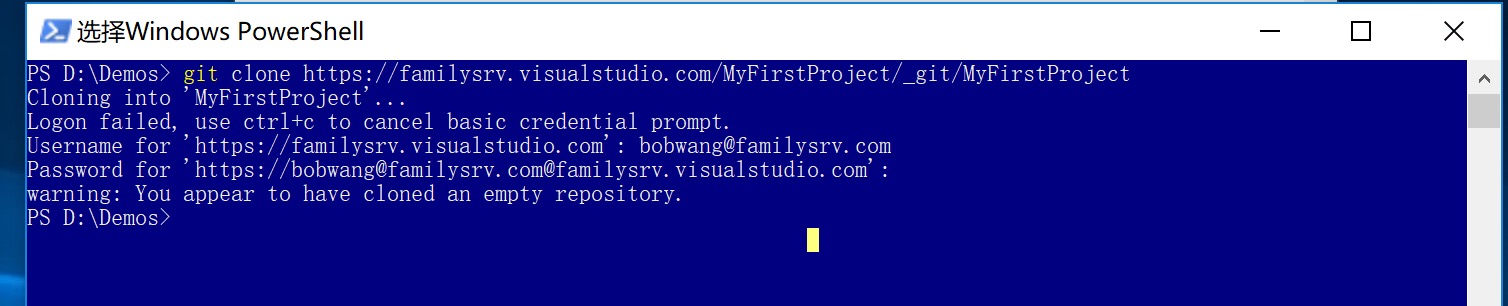 选择Windows PowerShell
PS D:\Demos> git clone https://familysrv.visualstudio.com/MyFirstProject/_git/MyFirstProject
Cloning into 'MyFirstProject'...
Logon failed, use ctrl+c to cancel basic credential prompt.
Username for 'https://familysrv.visualstudio.com': bobwang@familysrv.com
Password for 'https://bobwang@familysrv.com@familysrv.visualstudio.com':
warning: You appear to have cloned an empty repository.
PS D:\Demos>